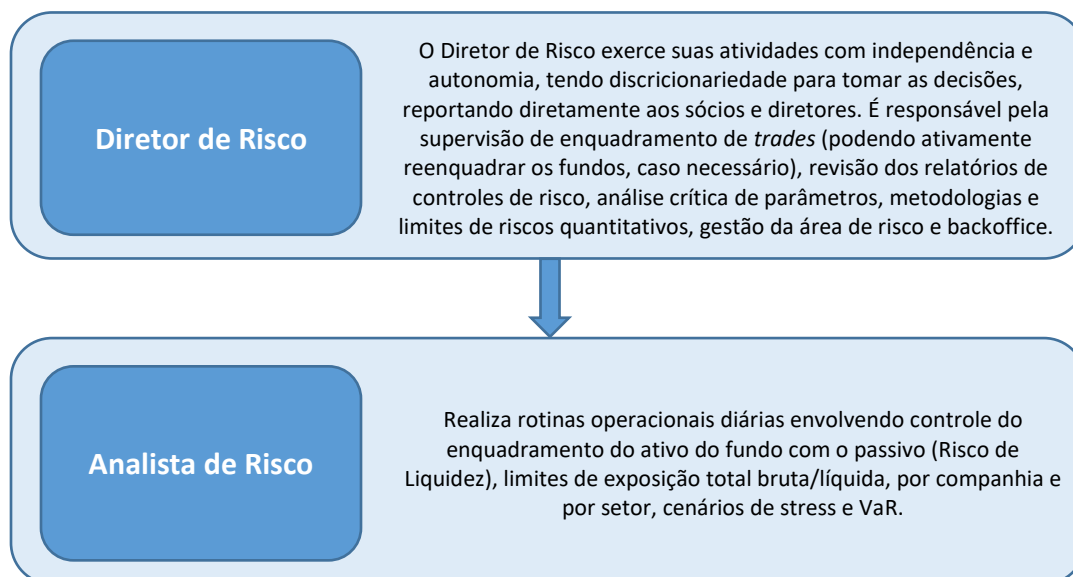 Diretor de Risco
O Diretor de Risco exerce suas atividades com independência e
autonomia, tendo discricionariedade para tomar as decisões,
reportando diretamente aos sócios e diretores. É responsável pela
supervisão de enquadramento de trades (podendo ativamente
reenquadrar os fundos, caso necessário), revisão dos relatórios de
controles de risco, análise crítica de parâmetros, metodologias e
limites de riscos quantitativos, gestão da área de risco e backoffice.
Analista de Risco
Realiza rotinas operacionais diárias envolvendo controle do
enquadramento do ativo do fundo com o passivo (Risco de
Liquidez), limites de exposição total bruta/líquida, por companhia e
por setor, cenários de stress e VaR.